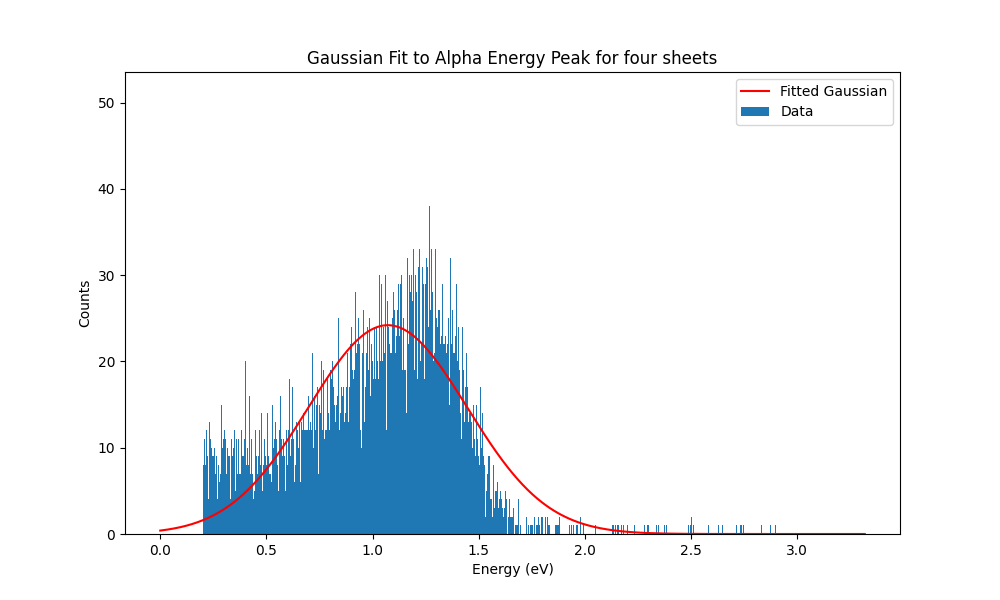 Gaussian Fit to Alpha Energy Peak for four sheets
Fitted Gaussian
Data
50
40
30
20
10
0
Counts
0.0 0.5 1.0 1.5 2.0 2.5 3.0
Energy (eV)